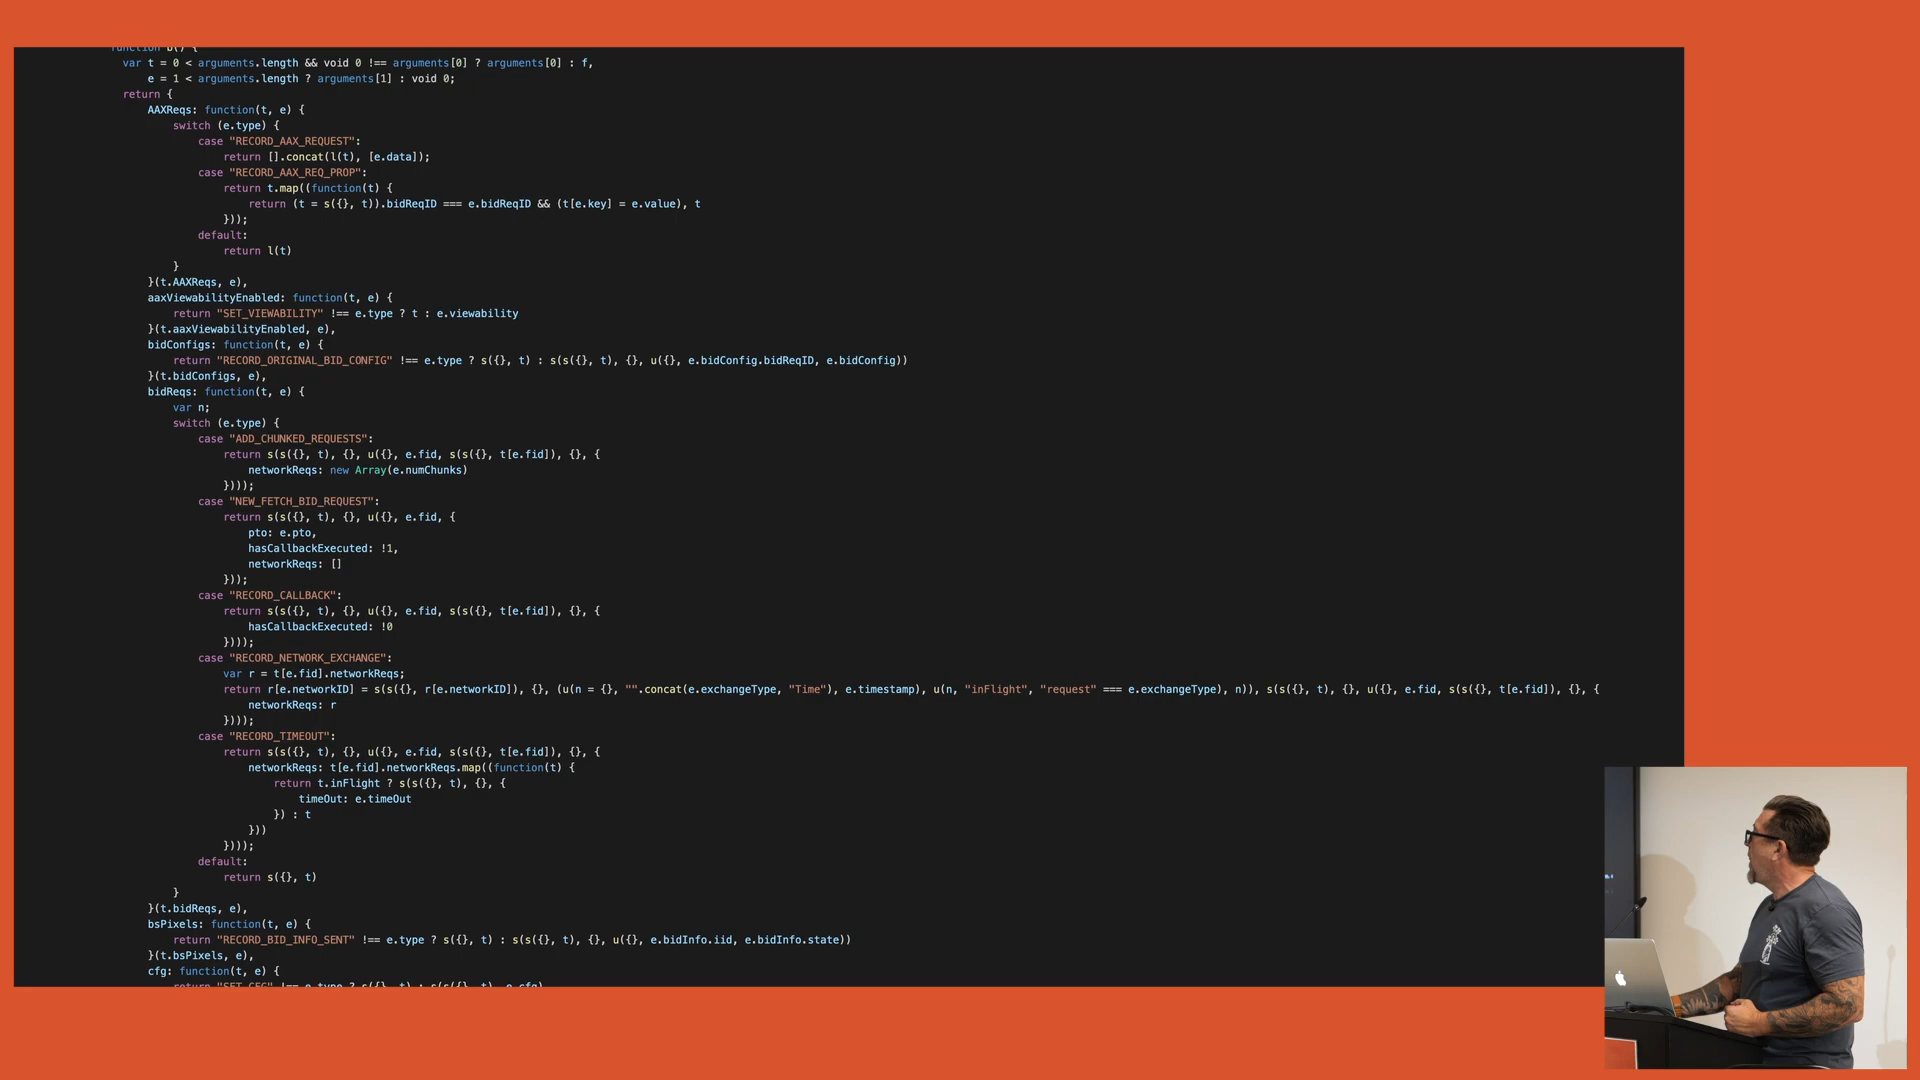 function b() {
var t = 0 < arguments.length && void 0 !== arguments[0] ? arguments[0] : f,
e = 1 < arguments.length ? arguments[1] : void 0;
return {
AAXReqs: function(t, e) {
switch (e.type) {
case "RECORD_AAX_REQUEST":
return [].concat(l(t), [e.data]);
case "RECORD_AAX_REQ_PROP":
return t.map((function(t) {
return (t = s({}, t)).bidReqID === e.bidReqID && (t[e.key] = e.value), t
}));
default:
return l(t)
}
}(t.AAXReqs, e),
aaxViewabilityEnabled: function(t, e) {
return "SET_VIEWABILITY" !== e.type ? t : e.viewability
}(t.aaxViewabilityEnabled, e),
bidConfigs: function(t, e) {
return "RECORD_ORIGINAL_BID_CONFIG" !== e.type ? s({}, t) : s(s({}, t), {}, u({}, e.bidConfig.bidReqID, e.bidConfig))
}(t.bidConfigs, e),
bidReqs: function(t, e) {
var n;
switch (e.type) {
case "ADD_CHUNKED_REQUESTS":
return s(s({}, t), {}, u({}, e.fid, s(s({}, t[e.fid]), {}, {
networkReqs: new Array(e.numChunks)
})));
case "NEW_FETCH_BID_REQUEST":
return s(s({}, t), {}, u({}, e.fid, {
pto: e.pto,
hasCallbackExecuted: !1,
networkReqs: []
}));
case "RECORD_CALLBACK":
return s(s({}, t), {}, u({}, e.fid, s(s({}, t[e.fid]), {}, {
hasCallbackExecuted: !0
})));
case "RECORD_NETWORK_EXCHANGE":
var r = t[e.fid].networkReqs;
return r[e.networkID] = s(s({}, r[e.networkID]), {}, (u(n = {}, "".concat(e.exchangeType, "Time"), e.timestamp), u(n, "inFlight", "request" === e.exchangeType), n)), s(s({}, t), {}, u({}, e.fid, s(s({}, t[e.fid]), {}, {
networkReqs: r
})));
case "RECORD_TIMEOUT":
return s(s({}, t), {}, u({}, e.fid, s(s({}, t[e.fid]), {}, {
networkReqs: t[e.fid].networkReqs.map((function(t) {
return t.inFlight ? s(s({}, t), {}, {
timeOut: e.timeOut
}) : t
}))
})));
default:
return s({}, t)
}
}(t.bidReqs, e),
bsPixels: function(t, e) {
return "RECORD_BID_INFO_SENT" !== e.type ? s({}, t) : s(s({}, t), {}, u({}, e.bidInfo.iid, e.bidInfo.state))
}(t.bsPixels, e),
cfg: function(t, e) {
return "SET_CFG" !== e.type ? s({}, t) : s(s({}, t), e.cfg)